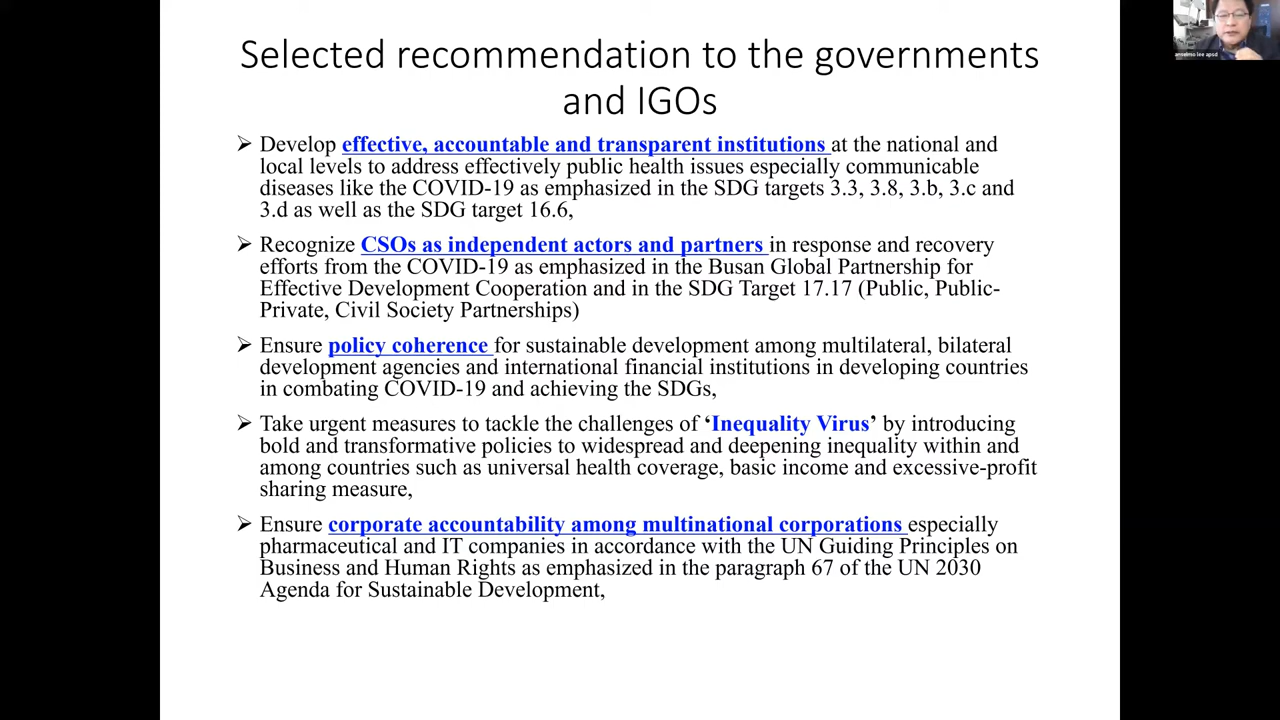 Selected recommendation to the governments
and IGOs
➢ Develop effective, accountable and transparent institutions at the national and
local levels to address effectively public health issues especially communicable
diseases like the COVID-19 as emphasized in the SDG targets 3.3, 3.8, 3.b, 3.c and
3.d as well as the SDG target 16.6,
➢ Recognize CSOs as independent actors and partners in response and recovery
efforts from the COVID-19 as emphasized in the Busan Global Partnership for
Effective Development Cooperation and in the SDG Target 17.17 (Public, Public-
Private, Civil Society Partnerships)
➢ Ensure policy coherence for sustainable development among multilateral, bilateral
development agencies and international financial institutions in developing countries
in combating COVID-19 and achieving the SDGs,
➢ Take urgent measures to tackle the challenges of ‘Inequality Virus’ by introducing
bold and transformative policies to widespread and deepening inequality within and
among countries such as universal health coverage, basic income and excessive-profit
sharing measure,
➢ Ensure corporate accountability among multinational corporations especially
pharmaceutical and IT companies in accordance with the UN Guiding Principles on
Business and Human Rights as emphasized in the paragraph 67 of the UN 2030
Agenda for Sustainable Development,
anselmo lee apsd